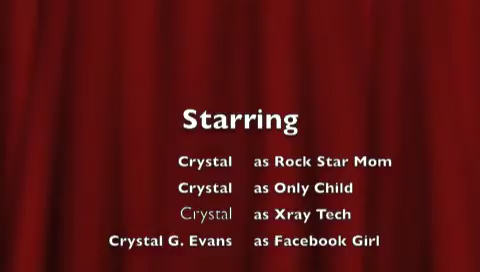 Starring
Crystal as Rock Star Mom
Crystal as Only Child
Crystal as Xray Tech
Crystal G. Evans as Facebook Girl